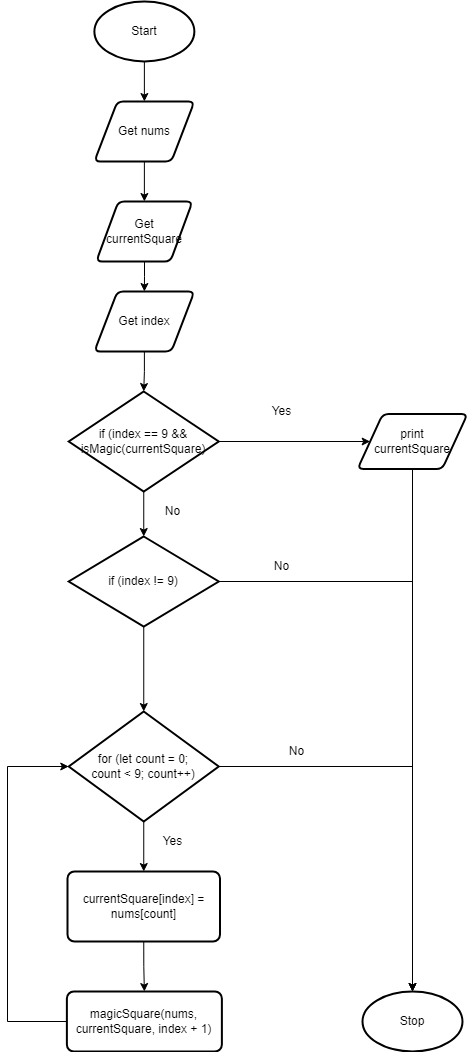 Start
Get nums
Get
currentSquare
Get index
if (index == 9 &&
isMagic(currentSquare)
Yes
print
currentSquare
No
if (index != 9)
No
for (let count = 0;
count < 9; count++)
No
Yes
currentSquare[index] =
nums[count]
magicSquare(nums,
currentSquare, index + 1)
Stop